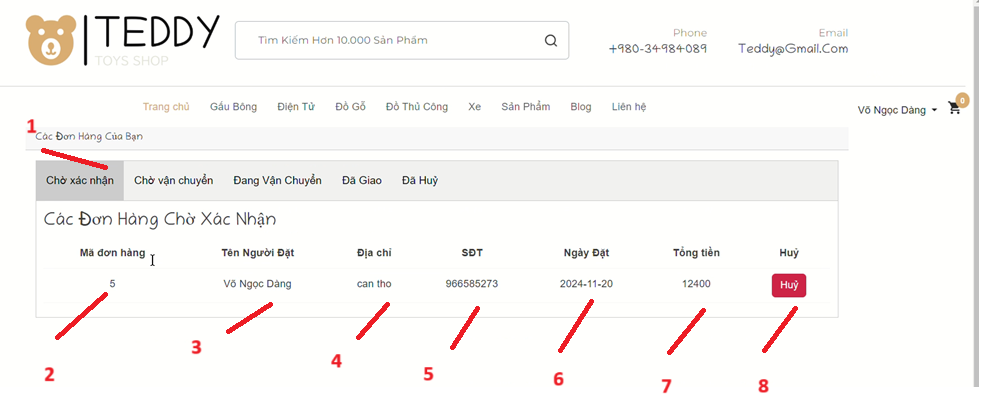 TEDDY
TOYS SHOP
Tìm Kiếm Hơn 10.000 Sản Phẩm
Phone
+980-34984089
Email
Teddy@Gmail.Com
Trang chủ Gấu Bông Điện Tử Đồ Gỗ Đồ Thủ Công Xe Sản Phẩm Blog Liên hệ
Võ Ngọc Dàng
0
1
Các Đơn Hàng Của Bạn
Chờ xác nhận Chờ vận chuyển Đang Vận Chuyển Đã Giao Đã Huỷ
Các Đơn Hàng Chờ Xác Nhận
Mã đơn hàng Tên Người Đặt Địa chỉ SĐT Ngày Đặt Tổng tiền Huỷ
5 Võ Ngọc Dàng can tho 966585273 2024-11-20 12400 Huỷ
2 3 4 5 6 7 8